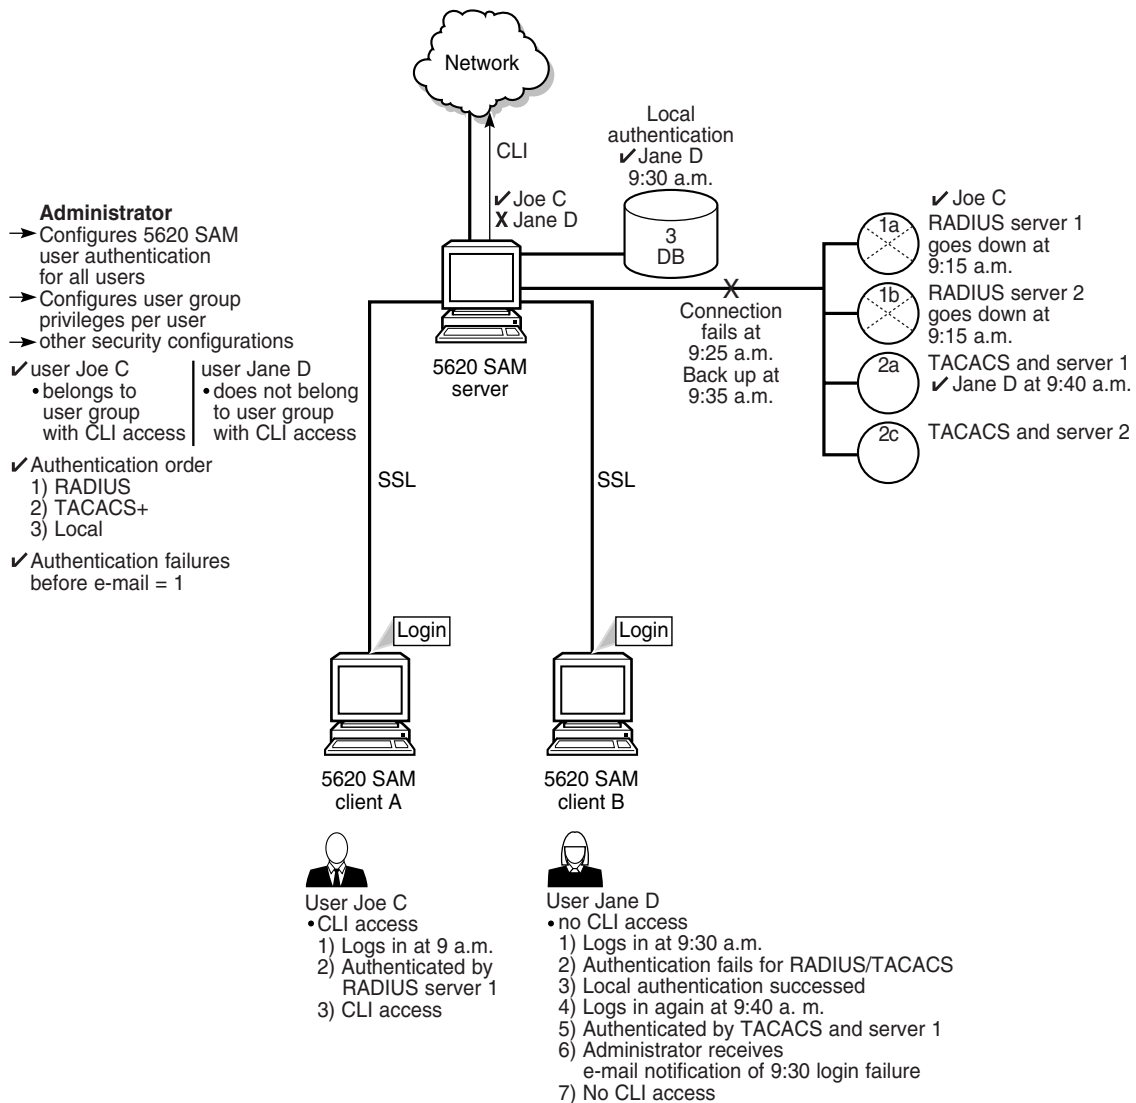 Network
CLI
✔ Joe C
X Jane D
Local
authentication
✔ Jane D
9:30 a.m.
3
DB
Administrator
→ Configures 5620 SAM
user authentication
for all users
→ Configures user group
privileges per user
→ other security configurations
✔ user Joe C
• belongs to
user group
with CLI access
user Jane D
• does not belong
to user group
with CLI access
✔ Authentication order
1) RADIUS
2) TACACS+
3) Local
✔ Authentication failures
before e-mail = 1
5620 SAM
server
X
Connection
fails at
9:25 a.m.
Back up at
9:35 a.m.
✔ Joe C
1a
RADIUS server 1
goes down at
9:15 a.m.
1b
RADIUS server 2
goes down at
9:15 a.m.
2a
TACACS and server 1
✔ Jane D at 9:40 a.m.
2c
TACACS and server 2
SSL
SSL
Login
Login
5620 SAM
client A
5620 SAM
client B
User Joe C
• CLI access
1) Logs in at 9 a.m.
2) Authenticated by
RADIUS server 1
3) CLI access
User Jane D
• no CLI access
1) Logs in at 9:30 a.m.
2) Authentication fails for RADIUS/TACACS
3) Local authentication successed
4) Logs in again at 9:40 a. m.
5) Authenticated by TACACS and server 1
6) Administrator receives
e-mail notification of 9:30 login failure
7) No CLI access